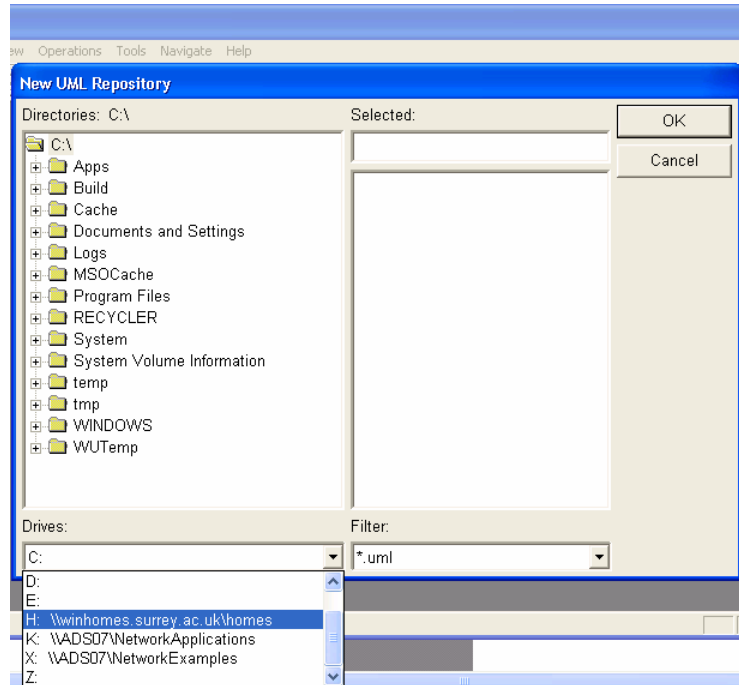 ew Operations Tools Navigate Help
New UML Repository
Directories: C:\
Selected:
OK
Cancel
C:\
Apps
Build
Cache
Documents and Settings
Logs
MSOCache
Program Files
RECYCLER
System
System Volume Information
temp
tmp
WINDOWS
WUTemp
Drives:
Filter:
C:
*.uml
D:
E:
H: \\winhomes.surrey.ac.uk\homes
K: \\ADS07\NetworkApplications
X: \\ADS07\NetworkExamples
Z: